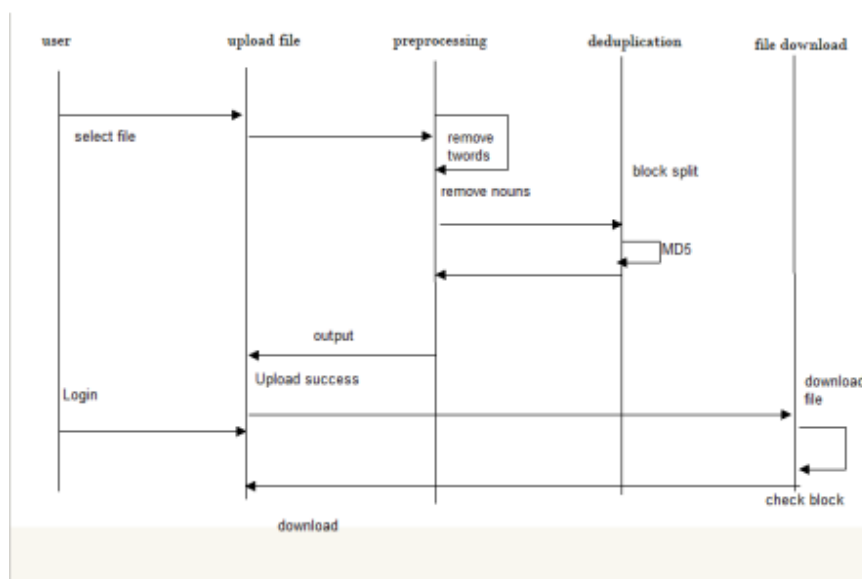 user
upload file
preprocessing
deduplication
file download
select file
remove
twords
block split
remove nouns
MD5
output
Upload success
download
file
Login
check block
download